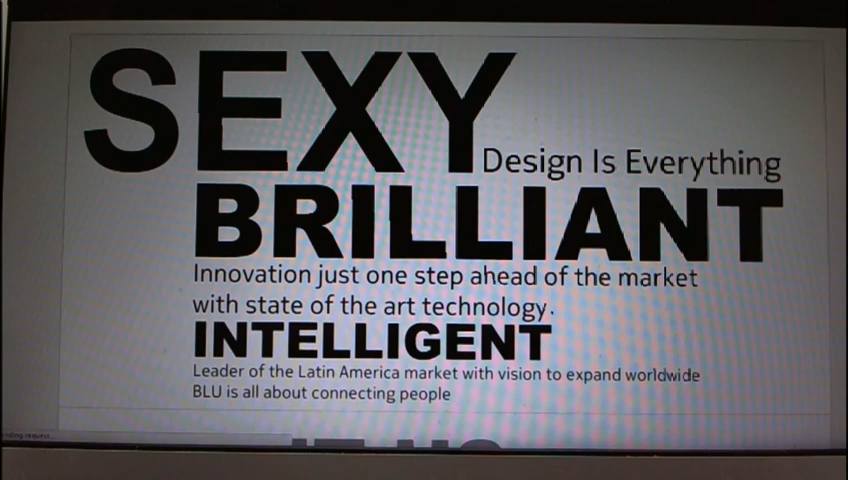 SEXY
Design Is Everything
BRILLIANT
Innovation just one step ahead of the market
with state of the art technology.
INTELLIGENT
Leader of the Latin America market with vision to expand worldwide
BLU is all about connecting people